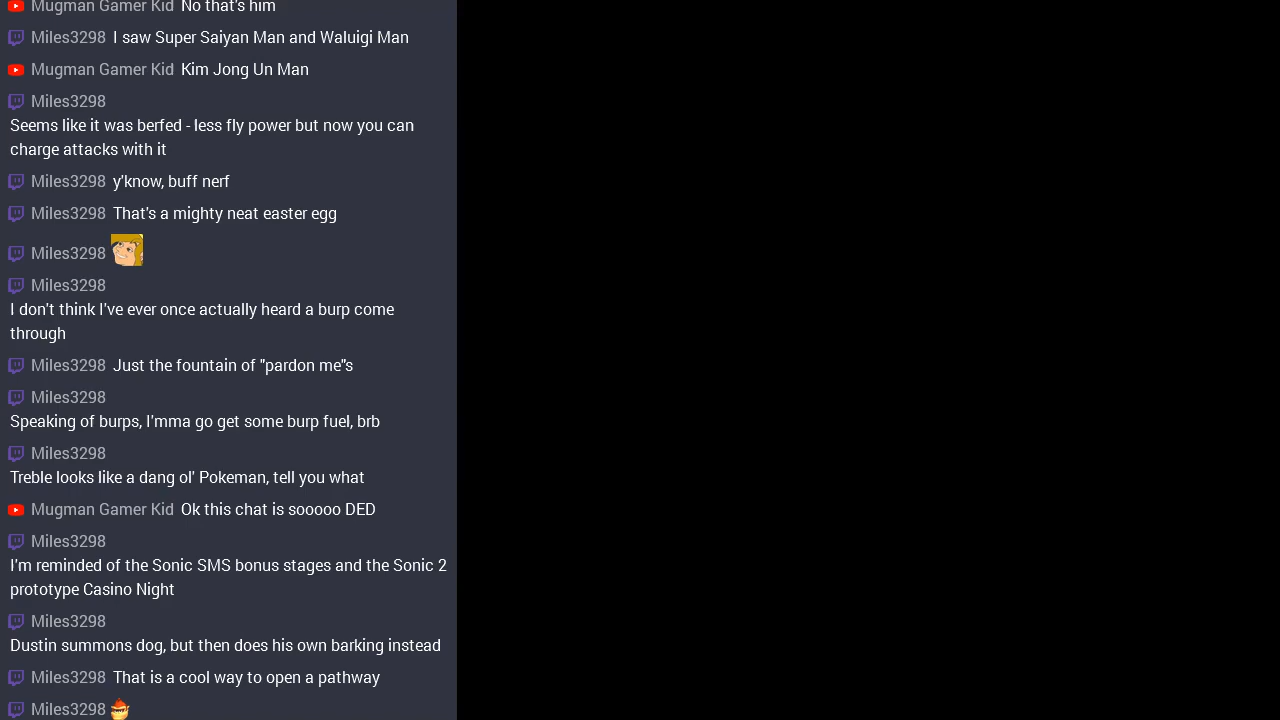 Mugman Gamer Kid No that's him
Miles3298 I saw Super Saiyan Man and Waluigi Man
Mugman Gamer Kid Kim Jong Un Man
Miles3298
Seems like it was berfed - less fly power but now you can
charge attacks with it
Miles3298 y'know, buff nerf
Miles3298 That's a mighty neat easter egg
Miles3298
Miles3298
I don't think I've ever once actually heard a burp come
through
Miles3298 Just the fountain of "pardon me"s
Miles3298
Speaking of burps, I'mma go get some burp fuel, brb
Miles3298
Treble looks like a dang ol' Pokeman, tell you what
Mugman Gamer Kid Ok this chat is sooooo DED
Miles3298
I'm reminded of the Sonic SMS bonus stages and the Sonic 2
prototype Casino Night
Miles3298
Dustin summons dog, but then does his own barking instead
Miles3298 That is a cool way to open a pathway
Miles3298